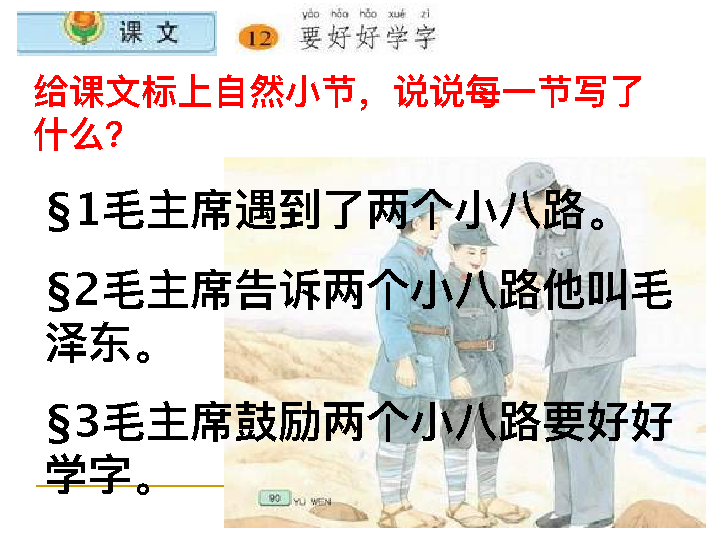 yào hǎo hǎo xué zì
课文 12 要好好学字
给课文标上自然小节，说说每一节写了
什么？
§1毛主席遇到了两个小八路。
§2毛主席告诉两个小八路他叫毛
泽东。
§3毛主席鼓励两个小八路要好好
学字。
90 YU WEN